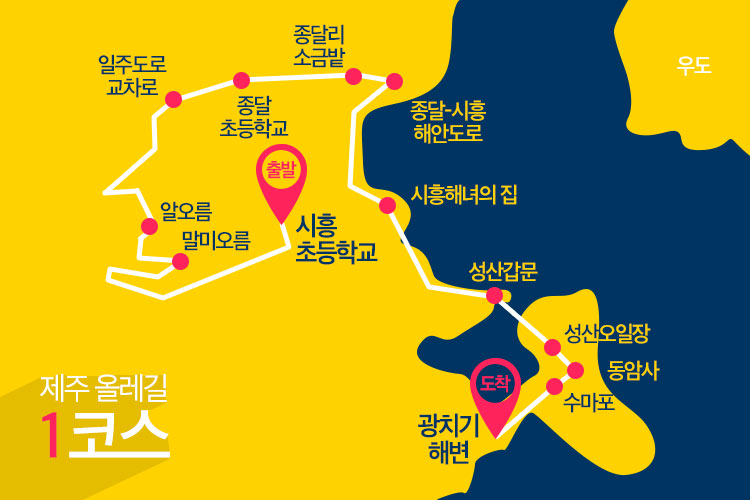 종달리
소금밭
일주도로
교차로
우도
종달
초등학교
종달-시흥
해안도로
출발
시흥해녀의 집
알오름
말미오름
시흥
초등학교
성산갑문
성산오일장
동암사
도착
수마포
광치기
해변
제주 올레길
1코스